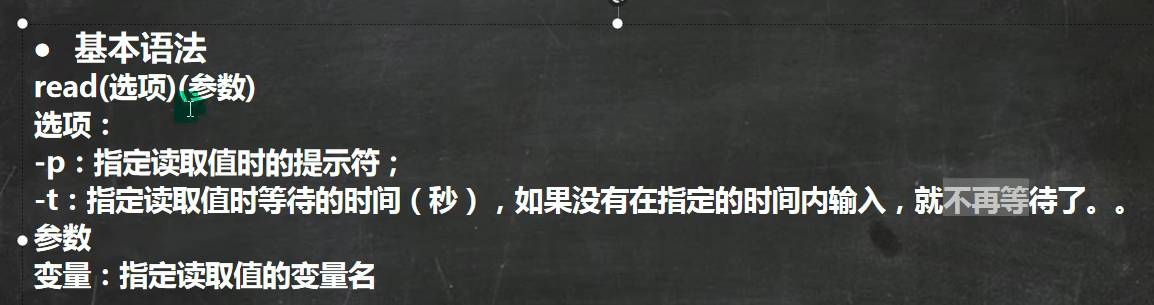 ● 基本语法
read(选项)(参数)
选项：
-p：指定读取值时的提示符；
-t：指定读取值时等待的时间（秒），如果没有在指定的时间内输入，就不再等待了。。
● 参数
变量：指定读取值的变量名